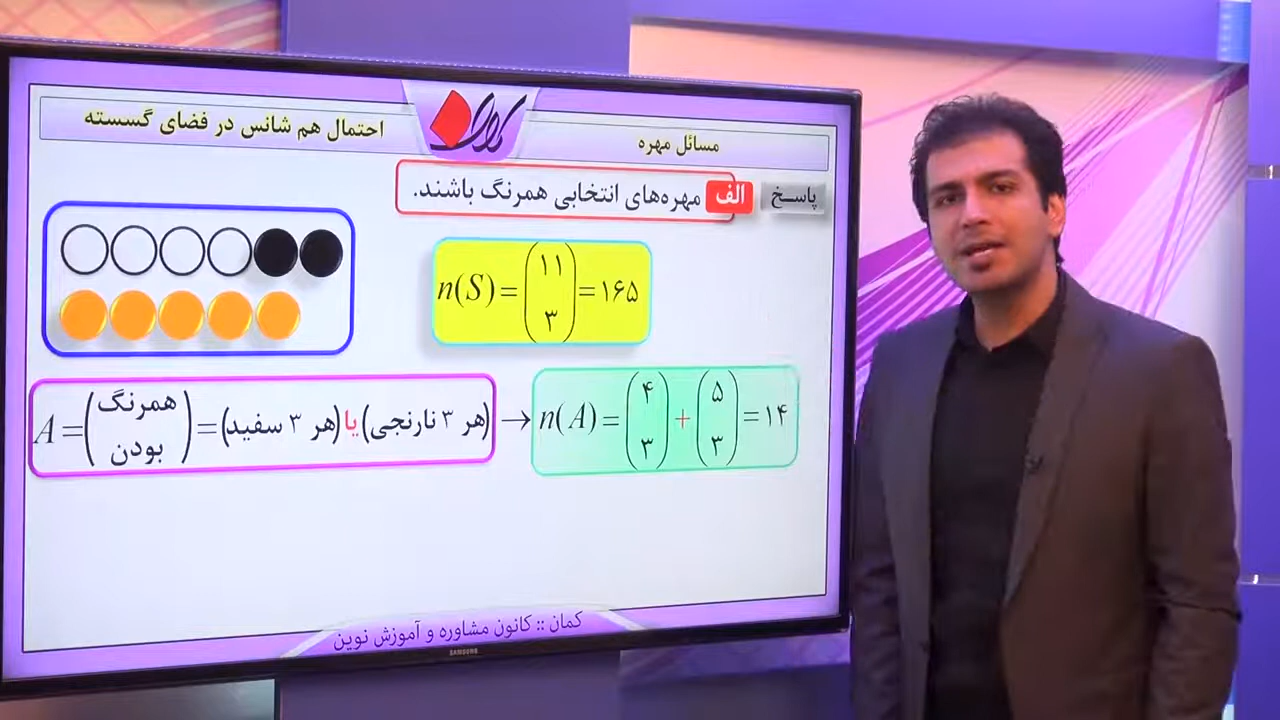 مسائل مهره
احتمال هم شانس در فضای گسسته
کمان
پاسخ
الف
مهره‌های انتخابی همرنگ باشند.
n(S) = (۱۱ ۳) = ۱۶۵
A = (همرنگ بودن) = (هر ۳ سفید) یا (هر ۳ نارنجی) → n(A) = (۴ ۳) + (۵ ۳) = ۱۴
کمان :: کانون مشاوره و آموزش نوین
SAMSUNG